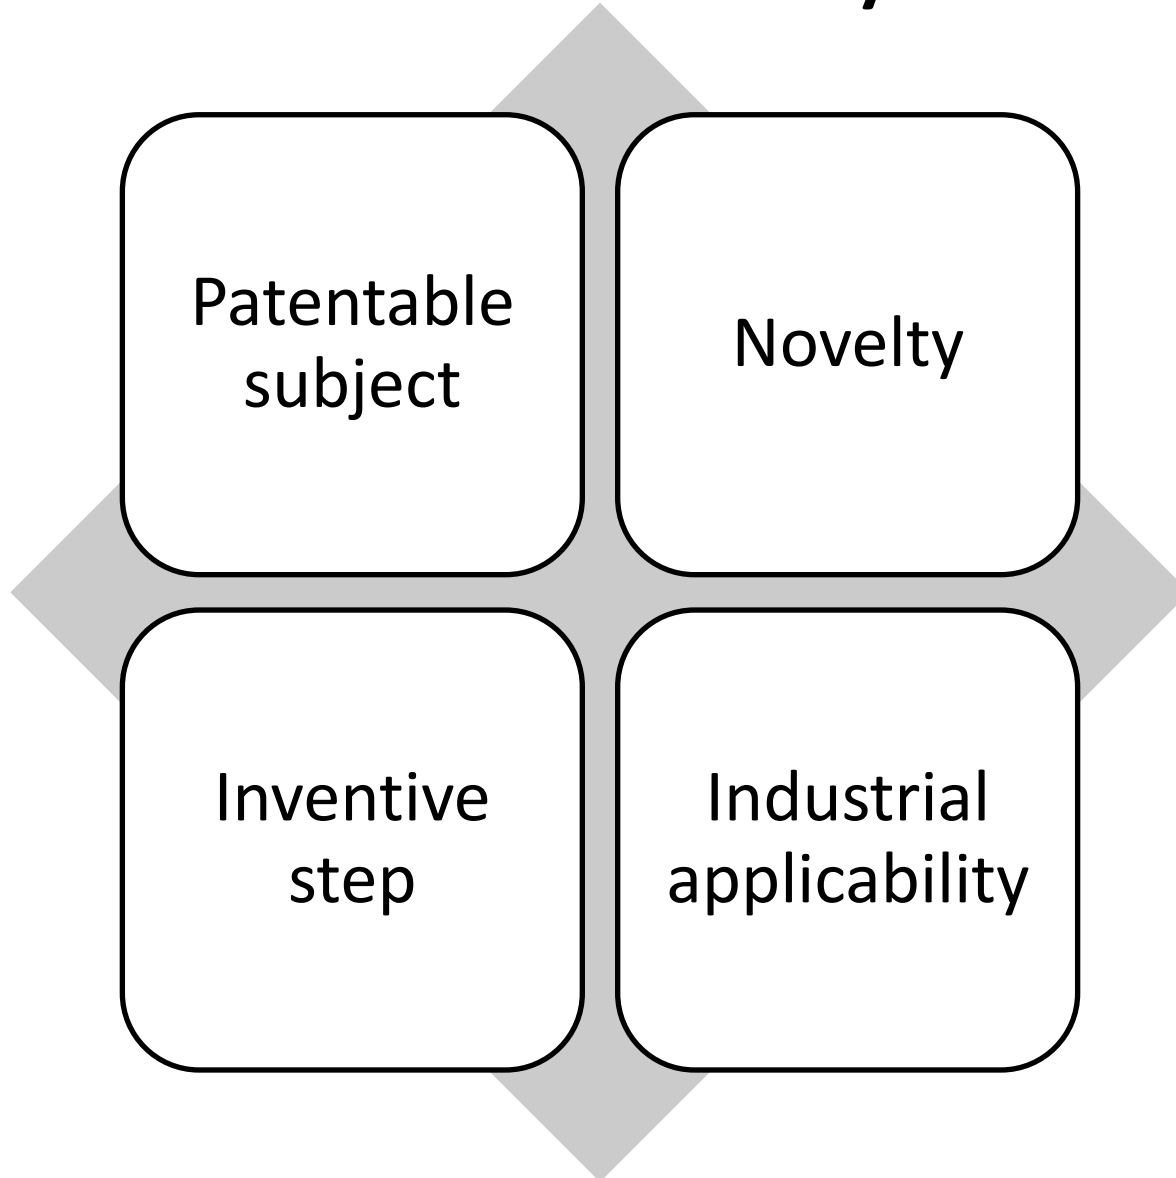 Patentable
subject
Novelty
Inventive
step
Industrial
applicability